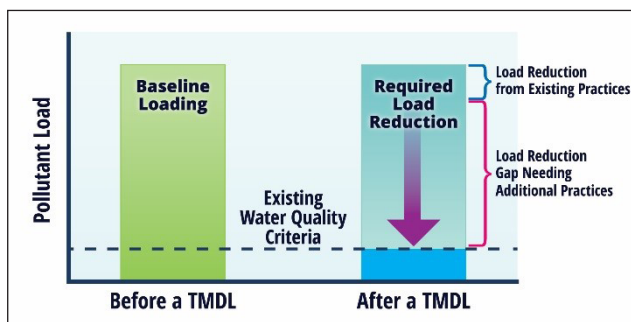 Pollutant Load
Baseline
Loading
Required
Load
Reduction
Load Reduction
from Existing Practices
Load Reduction
Gap Needing
Additional Practices
Existing
Water Quality
Criteria
Before a TMDL
After a TMDL